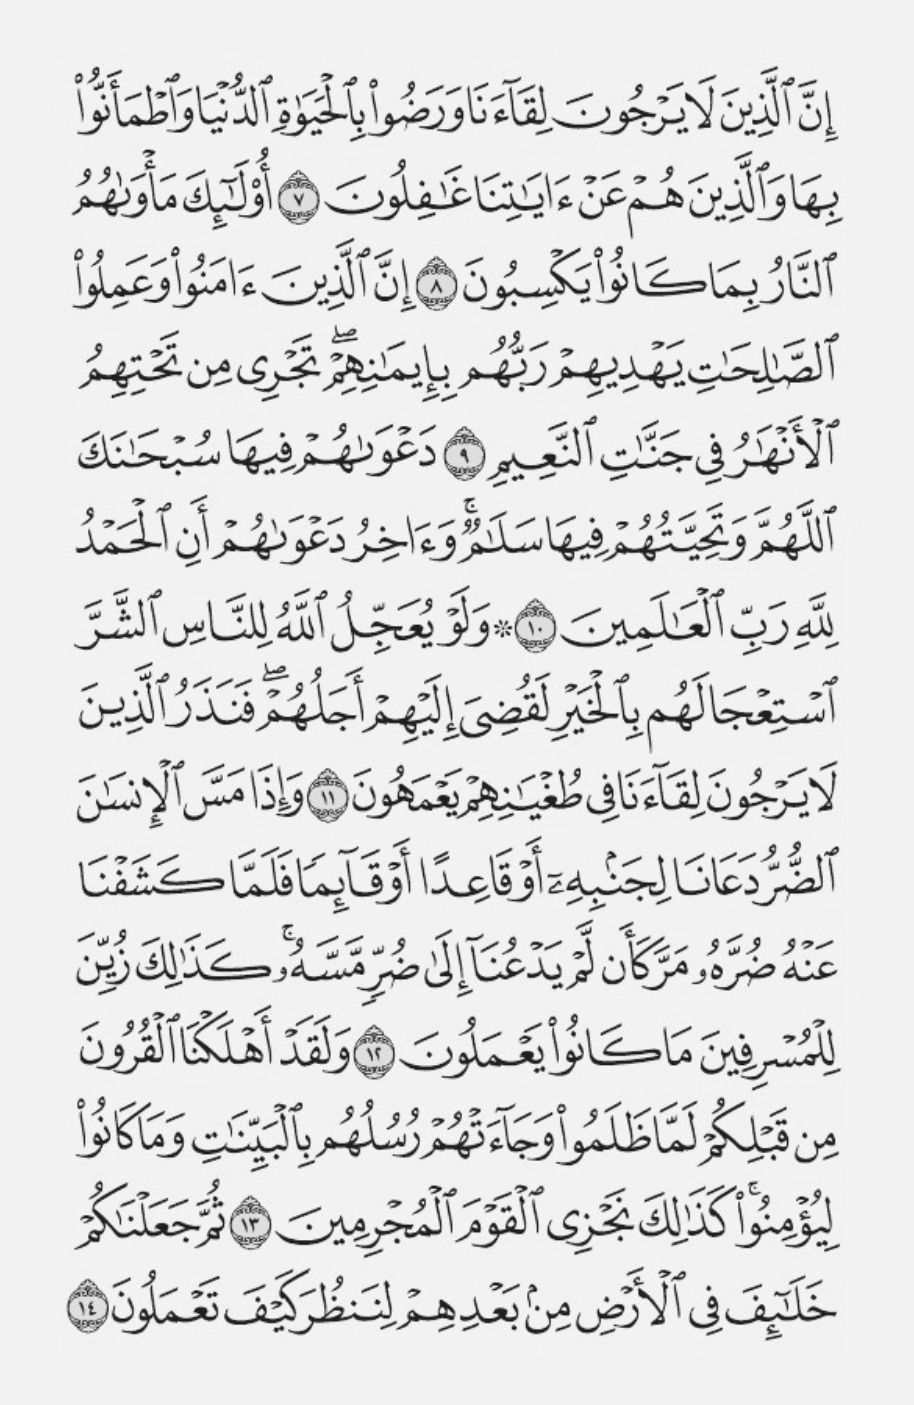 إِنَّ ٱلَّذِينَ لَا يَرْجُونَ لِقَآءَنَا وَرَضُوا۟ بِٱلْحَيَوٰةِ ٱلدُّنْيَا وَٱطْمَأَنُّوا۟
بِهَا وَٱلَّذِينَ هُمْ عَنْ ءَايَـٰتِنَا غَـٰفِلُونَ ٧ أُو۟لَـٰٓئِكَ مَأْوَىٰهُمُ
ٱلنَّارُ بِمَا كَانُوا۟ يَكْسِبُونَ ٨ إِنَّ ٱلَّذِينَ ءَامَنُوا۟ وَعَمِلُوا۟
ٱلصَّـٰلِحَـٰتِ يَهْدِيهِمْ رَبُّهُم بِإِيمَـٰنِهِمْ ۖ تَجْرِى مِن تَحْتِهِمُ
ٱلْأَنْهَـٰرُ فِى جَنَّـٰتِ ٱلنَّعِيمِ ٩ دَعْوَىٰهُمْ فِيهَا سُبْحَـٰنَكَ
ٱللَّهُمَّ وَتَحِيَّتُهُمْ فِيهَا سَلَـٰمٌ ۚ وَءَاخِرُ دَعْوَىٰهُمْ أَنِ ٱلْحَمْدُ
لِلَّهِ رَبِّ ٱلْعَـٰلَمِينَ ١٠ ۞ وَلَوْ يُعَجِّلُ ٱللَّهُ لِلنَّاسِ ٱلشَّرَّ
ٱسْتِعْجَالَهُم بِٱلْخَيْرِ لَقُضِىَ إِلَيْهِمْ أَجَلُهُمْ ۖ فَنَذَرُ ٱلَّذِينَ
لَا يَرْجُونَ لِقَآءَنَا فِى طُغْيَـٰنِهِمْ يَعْمَهُونَ ١١ وَإِذَا مَسَّ ٱلْإِنسَـٰنَ
ٱلضُّرُّ دَعَانَا لِجَنۢبِهِۦٓ أَوْ قَاعِدًا أَوْ قَآئِمًا فَلَمَّا كَشَفْنَا
عَنْهُ ضُرَّهُۥ مَرَّ كَأَن لَّمْ يَدْعُنَآ إِلَىٰ ضُرٍّ مَّسَّهُۥ ۚ كَذَٰلِكَ زُيِّنَ
لِلْمُسْرِفِينَ مَا كَانُوا۟ يَعْمَلُونَ ١٢ وَلَقَدْ أَهْلَكْنَا ٱلْقُرُونَ
مِن قَبْلِكُمْ لَمَّا ظَلَمُوا۟ وَجَآءَتْهُمْ رُسُلُهُم بِٱلْبَيِّنَـٰتِ وَمَا كَانُوا۟
لِيُؤْمِنُوا۟ ۚ كَذَٰلِكَ نَجْزِى ٱلْقَوْمَ ٱلْمُجْرِمِينَ ١٣ ثُمَّ جَعَلْنَـٰكُمْ
خَلَـٰٓئِفَ فِى ٱلْأَرْضِ مِنۢ بَعْدِهِمْ لِنَنظُرَ كَيْفَ تَعْمَلُونَ ١٤